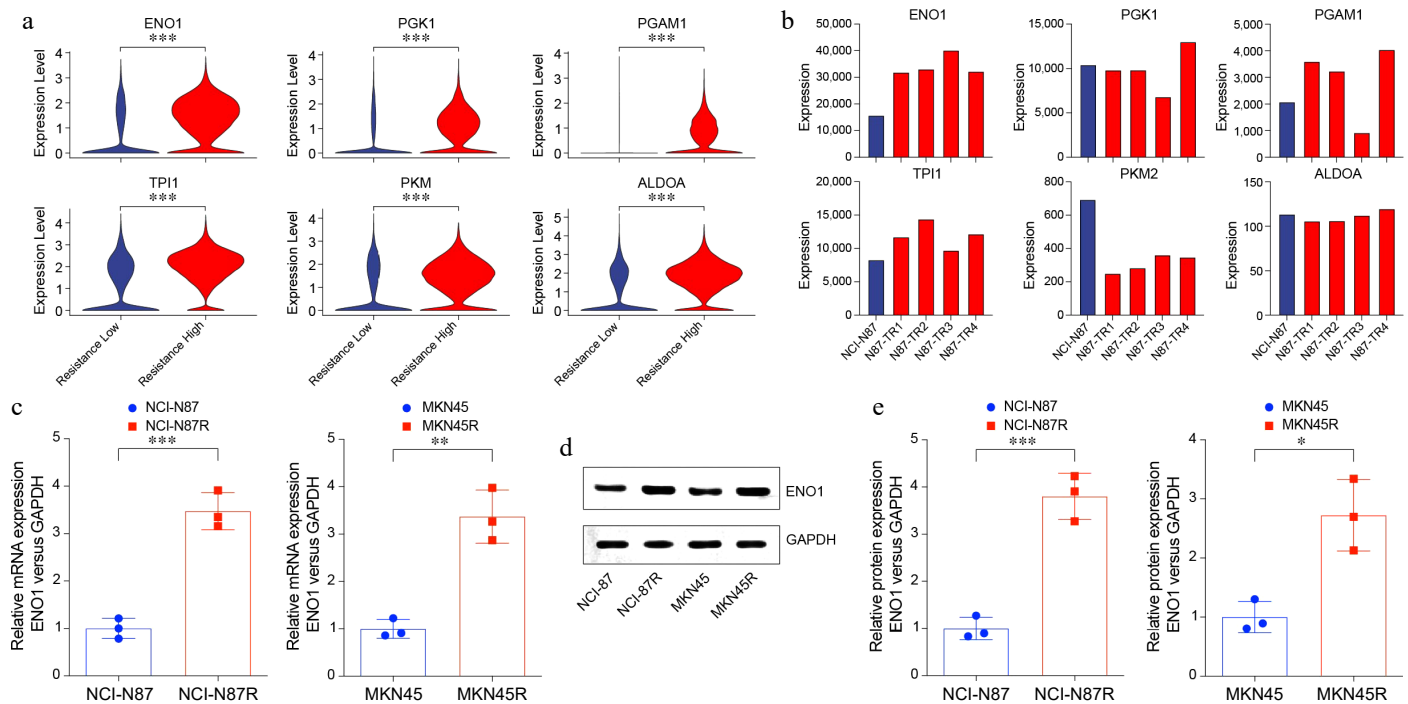 a
ENO1
PGK1
PGAM1
***
***
***
Expression Level
4
3
2
1
0
Expression Level
4
3
2
1
0
Expression Level
4
3
2
1
0
TPI1
PKM
ALDOA
***
***
***
Expression Level
4
3
2
1
0
Expression Level
4
3
2
1
0
Expression Level
5
4
3
2
1
0
Resistance Low
Resistance High
Resistance Low
Resistance High
Resistance Low
Resistance High
b
ENO1
PGK1
PGAM1
Expression
50,000
40,000
30,000
20,000
10,000
0
Expression
15,000
10,000
5,000
0
Expression
5,000
4,000
3,000
2,000
1,000
0
TPI1
PKM2
ALDOA
Expression
20,000
15,000
10,000
5,000
0
Expression
800
600
400
200
0
Expression
150
100
50
0
NCI-N87
N87-TR1
N87-TR2
N87-TR3
N87-TR4
NCI-N87
N87-TR1
N87-TR2
N87-TR3
N87-TR4
NCI-N87
N87-TR1
N87-TR2
N87-TR3
N87-TR4
c
NCI-N87
NCI-N87R
***
Relative mRNA expression
ENO1 versus GAPDH
5
4
3
2
1
0
NCI-N87
NCI-N87R
MKN45
MKN45R
**
Relative mRNA expression
ENO1 versus GAPDH
5
4
3
2
1
0
MKN45
MKN45R
d
ENO1
GAPDH
NCI-87
NCI-87R
MKN45
MKN45R
e
NCI-N87
NCI-N87R
***
Relative protein expression
ENO1 versus GAPDH
5
4
3
2
1
0
NCI-N87
NCI-N87R
MKN45
MKN45R
*
Relative protein expression
ENO1 versus GAPDH
4
3
2
1
0
MKN45
MKN45R